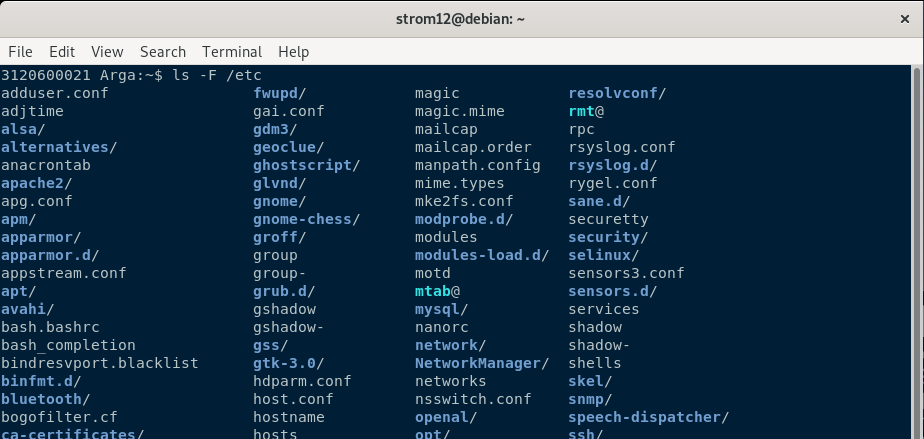 strom12@debian: ~
File Edit View Search Terminal Help
3120600021 Arga:~$ ls -F /etc
adduser.conf fwupd/ magic resolvconf/
adjtime gai.conf magic.mime rmt@
alsa/ gdm3/ mailcap rpc
alternatives/ geoclue/ mailcap.order rsyslog.conf
anacrontab ghostscript/ manpath.config rsyslog.d/
apache2/ glvnd/ mime.types rygel.conf
apg.conf gnome/ mke2fs.conf sane.d/
apm/ gnome-chess/ modprobe.d/ securetty
apparmor/ groff/ modules security/
apparmor.d/ group modules-load.d/ selinux/
appstream.conf group- motd sensors3.conf
apt/ grub.d/ mtab@ sensors.d/
avahi/ gshadow mysql/ services
bash.bashrc gshadow- nanorc shadow
bash_completion gss/ network/ shadow-
bindresvport.blacklist gtk-3.0/ NetworkManager/ shells
binfmt.d/ hdparm.conf networks skel/
bluetooth/ host.conf nsswitch.conf snmp/
bogofilter.cf hostname openal/ speech-dispatcher/
ca-certificates/ hosts opt/ ssh/